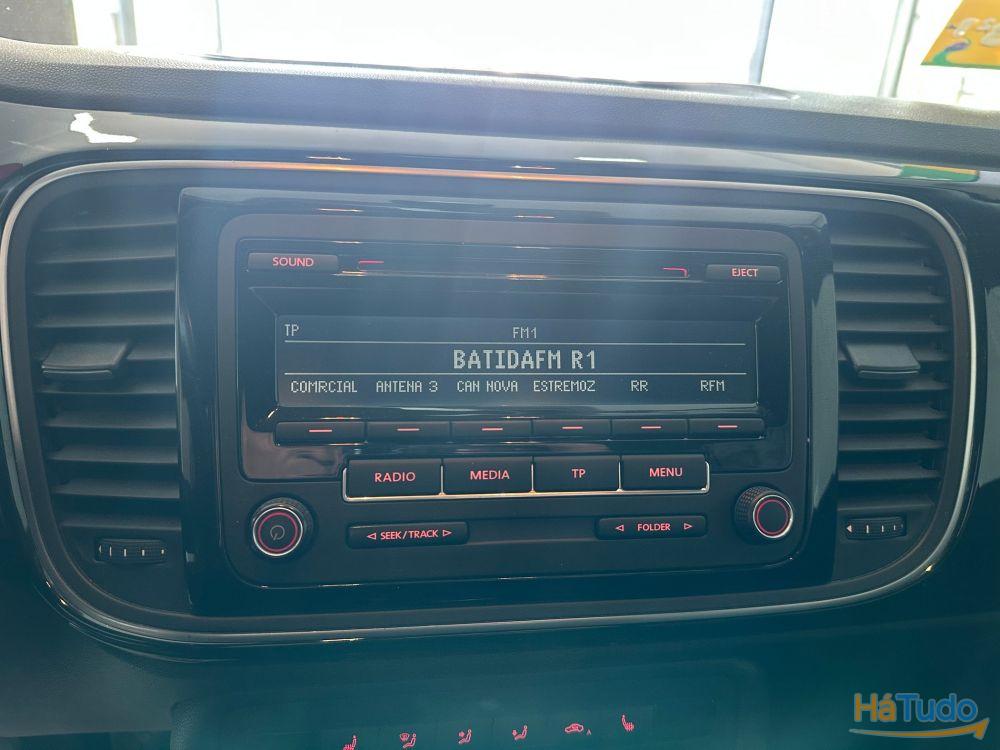 SOUND
EJECT
TP
FM1
BATIDAFM R1
COMRCIAL ANTENA 3 CAN NOVA ESTREMOZ RR RFM
RADIO MEDIA TP MENU
SEEK/TRACK
FOLDER
A
HáTudo